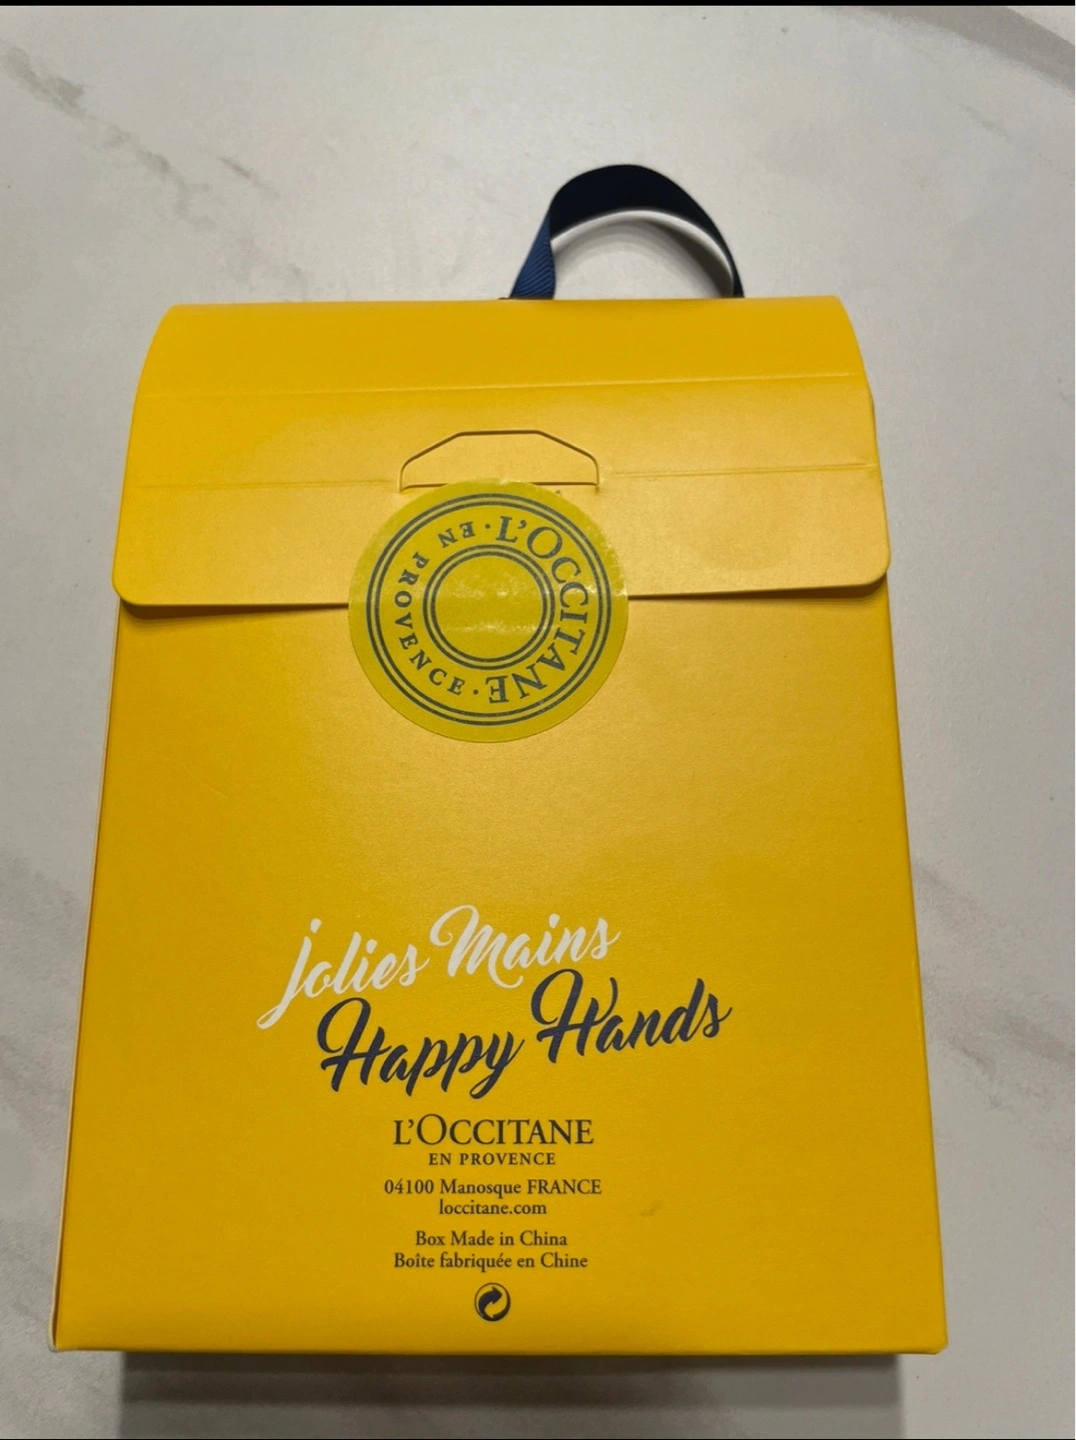 L'OCCITANE · EN PROVENCE ·
Jolies Mains
Happy Hands
L'OCCITANE
EN PROVENCE
04100 Manosque FRANCE
loccitane.com
Box Made in China
Boîte fabriquée en Chine